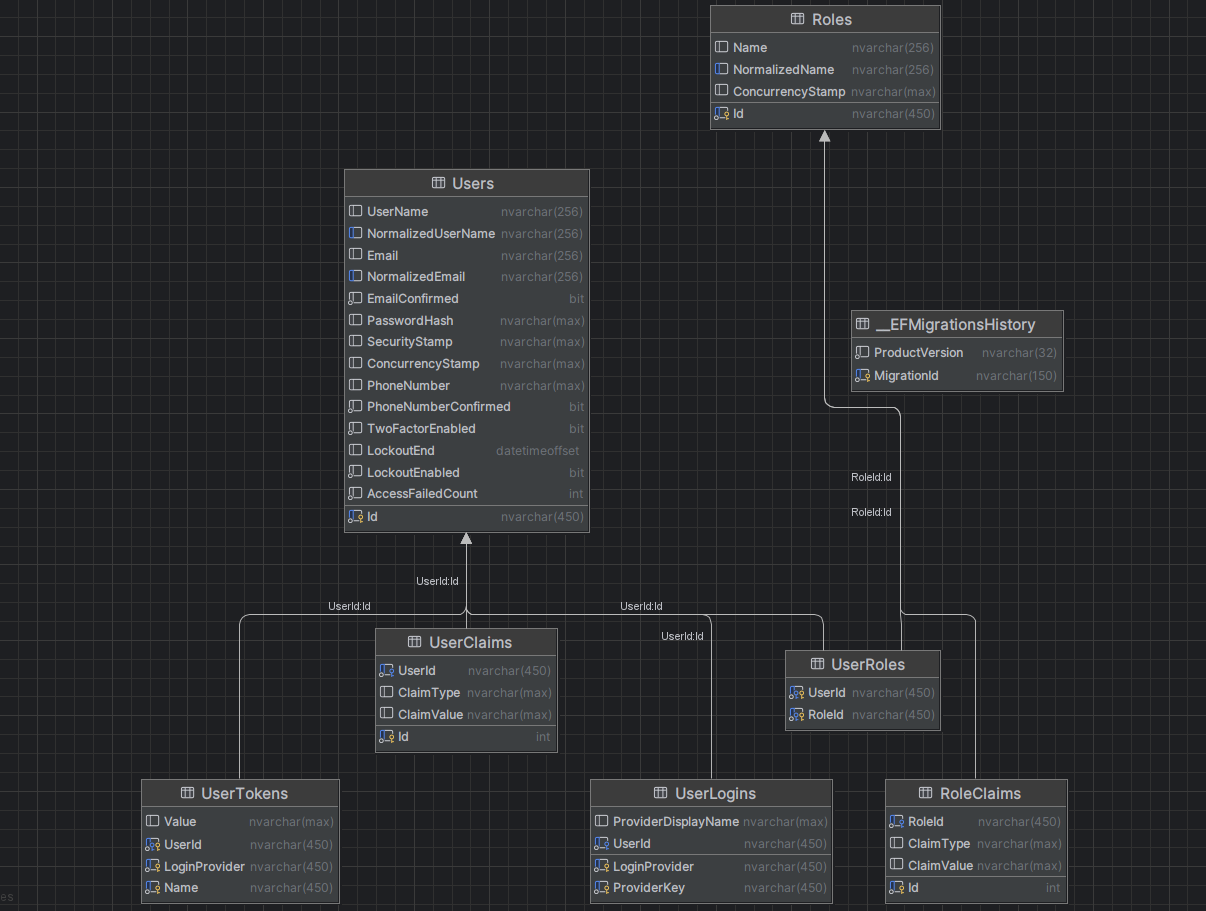 Roles
Name nvarchar(256)
NormalizedName nvarchar(256)
ConcurrencyStamp nvarchar(max)
Id nvarchar(450)
Users
UserName nvarchar(256)
NormalizedUserName nvarchar(256)
Email nvarchar(256)
NormalizedEmail nvarchar(256)
EmailConfirmed bit
PasswordHash nvarchar(max)
SecurityStamp nvarchar(max)
ConcurrencyStamp nvarchar(max)
PhoneNumber nvarchar(max)
PhoneNumberConfirmed bit
TwoFactorEnabled bit
LockoutEnd datetimeoffset
LockoutEnabled bit
AccessFailedCount int
Id nvarchar(450)
__EFMigrationsHistory
ProductVersion nvarchar(32)
MigrationId nvarchar(150)
RoleId:Id
RoleId:Id
UserId:Id
UserId:Id
UserId:Id
UserId:Id
UserClaims
UserId nvarchar(450)
ClaimType nvarchar(max)
ClaimValue nvarchar(max)
Id int
UserRoles
UserId nvarchar(450)
RoleId nvarchar(450)
UserTokens
Value nvarchar(max)
UserId nvarchar(450)
LoginProvider nvarchar(450)
Name nvarchar(450)
UserLogins
ProviderDisplayName nvarchar(max)
UserId nvarchar(450)
LoginProvider nvarchar(450)
ProviderKey nvarchar(450)
RoleClaims
RoleId nvarchar(450)
ClaimType nvarchar(max)
ClaimValue nvarchar(max)
Id int